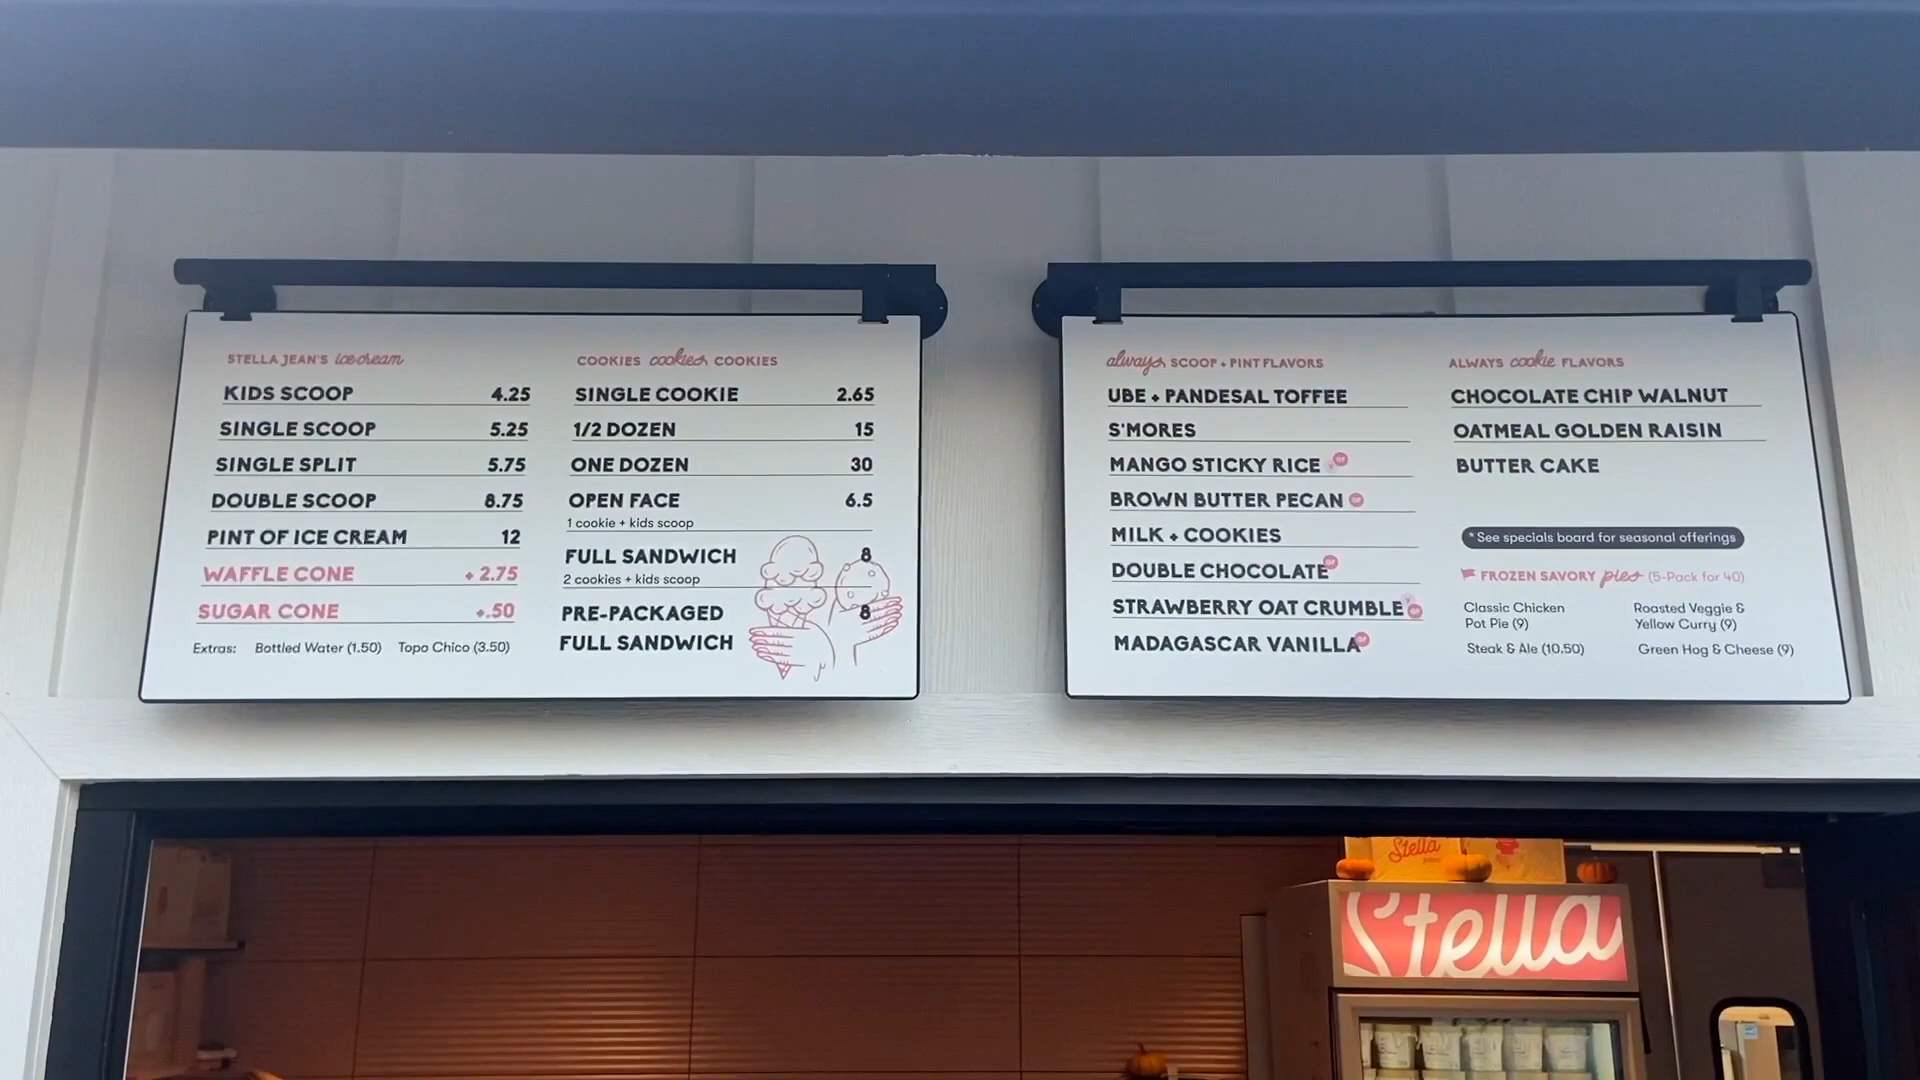 STELLA JEAN'S ice cream
KIDS SCOOP 4.25
SINGLE SCOOP 5.25
SINGLE SPLIT 5.75
DOUBLE SCOOP 8.75
PINT OF ICE CREAM 12
WAFFLE CONE + 2.75
SUGAR CONE +.50
Extras: Bottled Water (1.50) Topo Chico (3.50)
COOKIES cookies COOKIES
SINGLE COOKIE 2.65
1/2 DOZEN 15
ONE DOZEN 30
OPEN FACE 6.5
1 cookie + kids scoop
FULL SANDWICH 8
2 cookies + kids scoop
PRE-PACKAGED 8
FULL SANDWICH
always SCOOP + PINT FLAVORS
UBE + PANDESAL TOFFEE
S'MORES
MANGO STICKY RICE GF
BROWN BUTTER PECAN GF
MILK + COOKIES
DOUBLE CHOCOLATE GF
STRAWBERRY OAT CRUMBLE V GF
MADAGASCAR VANILLA GF
ALWAYS cookie FLAVORS
CHOCOLATE CHIP WALNUT
OATMEAL GOLDEN RAISIN
BUTTER CAKE
* See specials board for seasonal offerings
FROZEN SAVORY pies (5-Pack for 40)
Classic Chicken
Pot Pie (9)
Roasted Veggie &
Yellow Curry (9)
Steak & Ale (10.50)
Green Hog & Cheese (9)
Stella
Stella